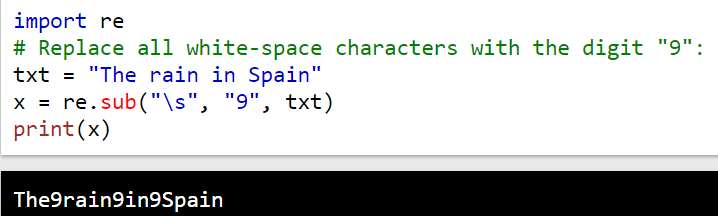 import re
# Replace all white-space characters with the digit "9":
txt = "The rain in Spain"
x = re.sub("\s", "9", txt)
print(x)
The9rain9in9Spain